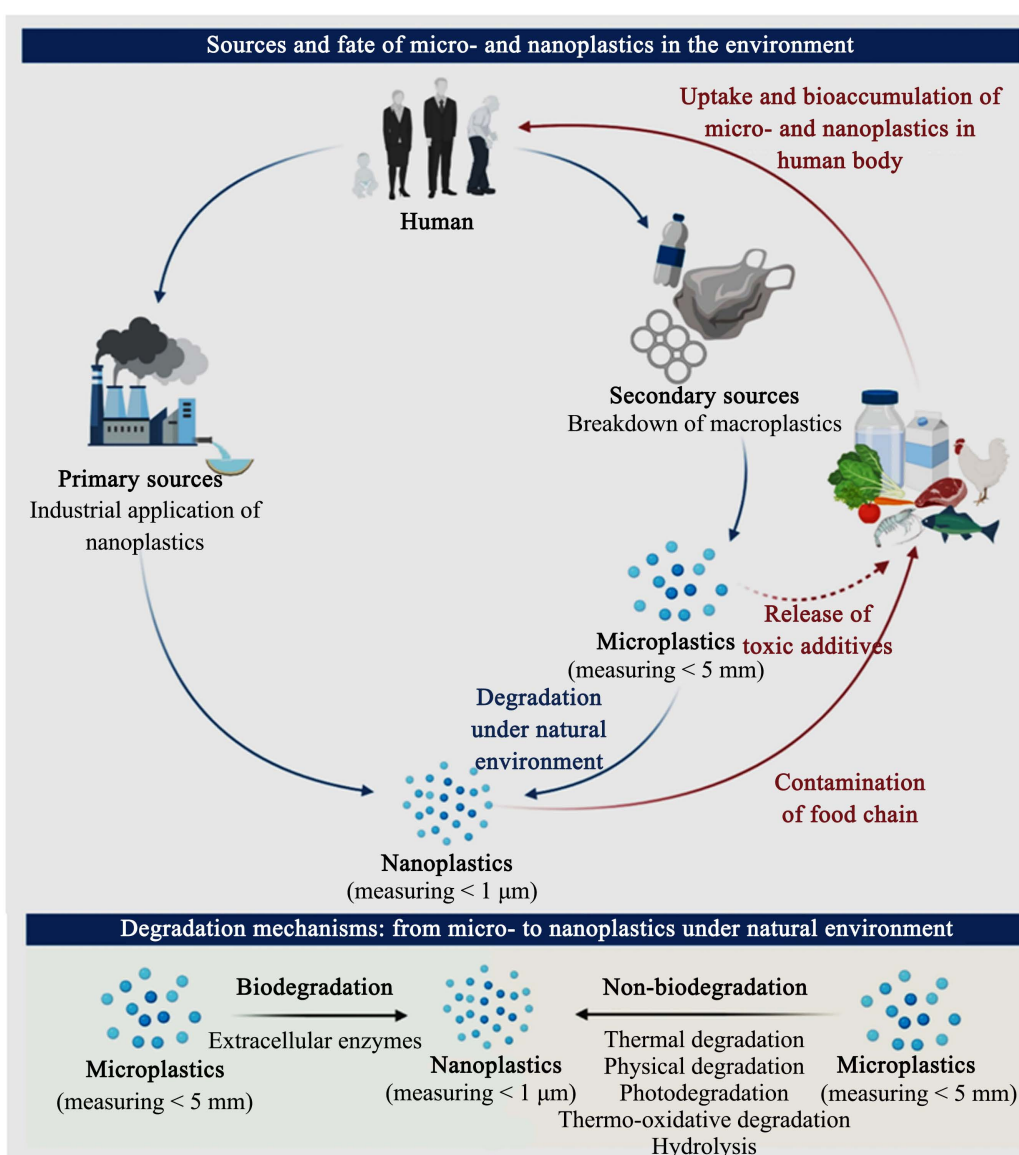 Sources and fate of micro- and nanoplastics in the environment
Uptake and bioaccumulation of
micro- and nanoplastics in
human body
Human
Secondary sources
Breakdown of macroplastics
Primary sources
Industrial application of
nanoplastics
Microplastics
(measuring < 5 mm)
Release of
toxic additives
Degradation
under natural
environment
Contamination
of food chain
Nanoplastics
(measuring < 1 μm)
Degradation mechanisms: from micro- to nanoplastics under natural environment
Microplastics
(measuring < 5 mm)
Biodegradation
Extracellular enzymes
Nanoplastics
(measuring < 1 μm)
Non-biodegradation
Thermal degradation
Physical degradation
Photodegradation
Thermo-oxidative degradation
Hydrolysis
Microplastics
(measuring < 5 mm)